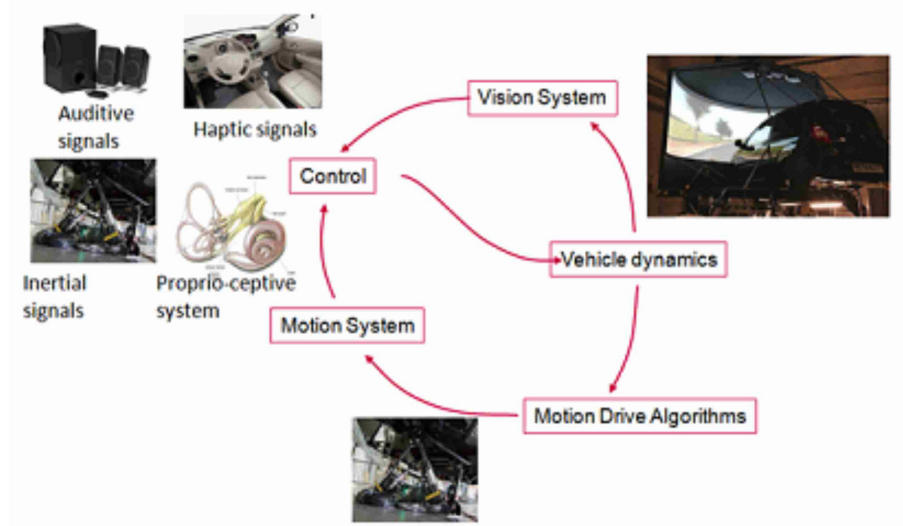 Auditive
signals
Haptic signals
Vision System
Control
Vehicle dynamics
Inertial
signals
Proprio-ceptive
system
Motion System
Motion Drive Algorithms